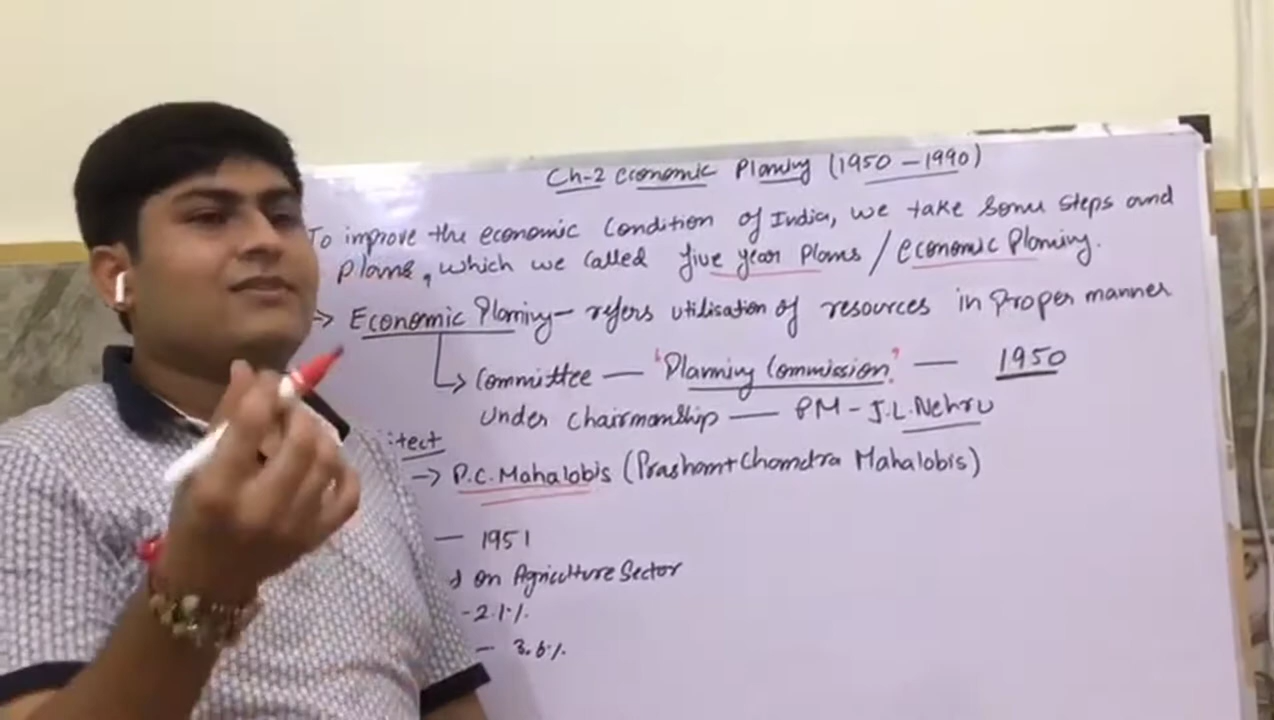 Ch-2 Economic Planning (1950 - 1990)
To improve the economic Condition of India, we take some steps and
plans, which we called five year Plans / Economic Planning.
→ Economic Planning - refers utilisation of resources in Proper manner
↳ Committee — 'Planning Commission' — 1950
Under Chairmanship — PM - J.L. Nehru
itect
→ P.C. Mahalobis (Prashant Chandra Mahalobis)
— 1951
d on Agriculture Sector
- 2.1%
- 3.6%